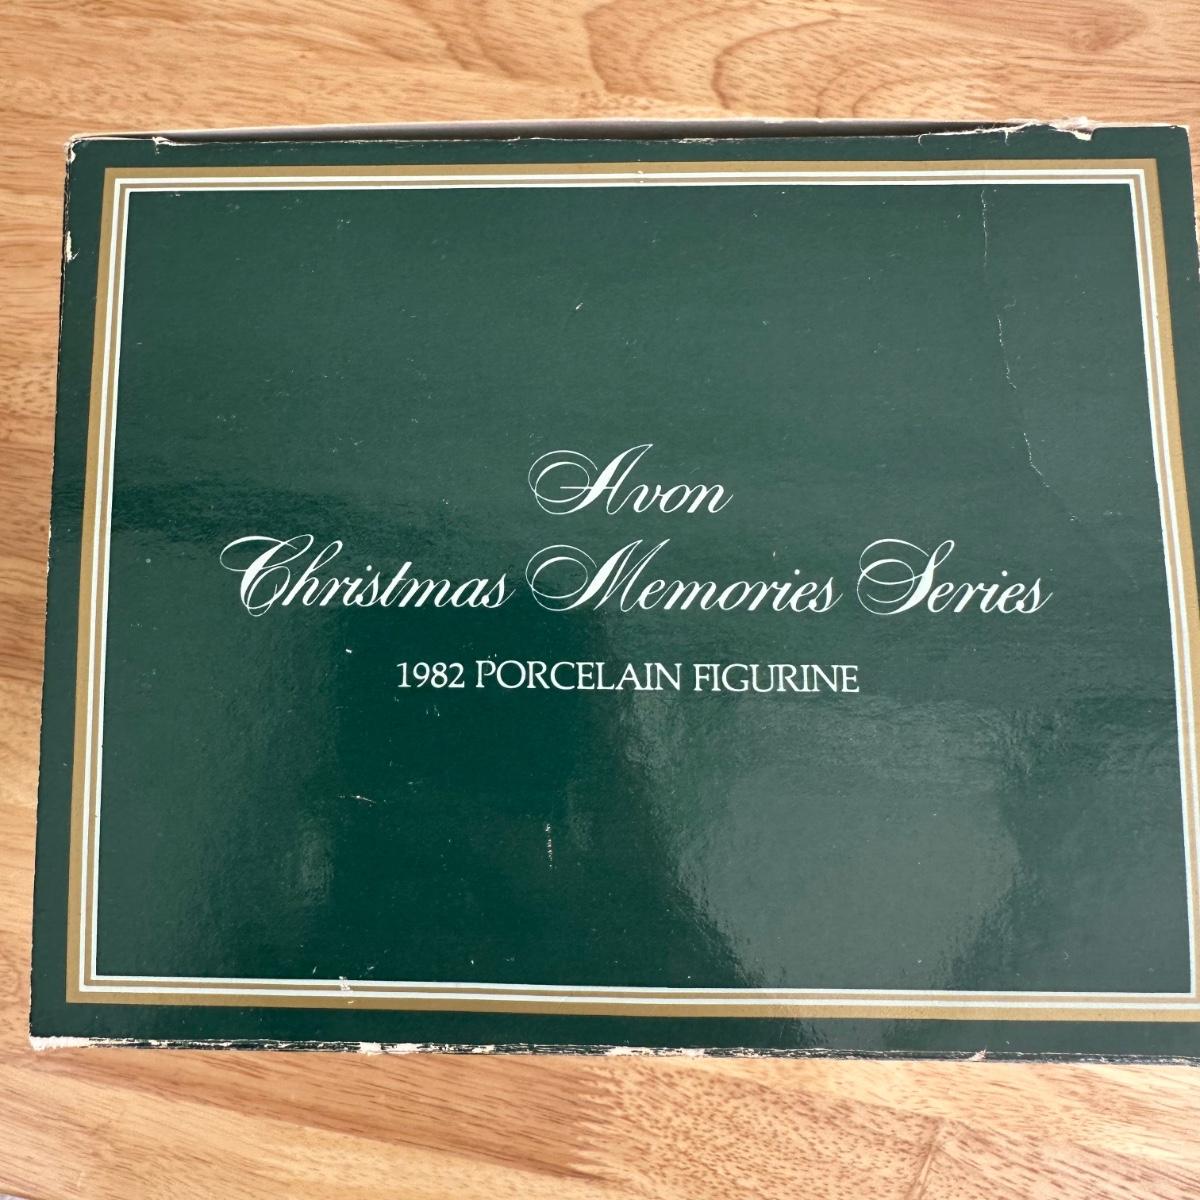 Avon
Christmas Memories Series
1982 PORCELAIN FIGURINE